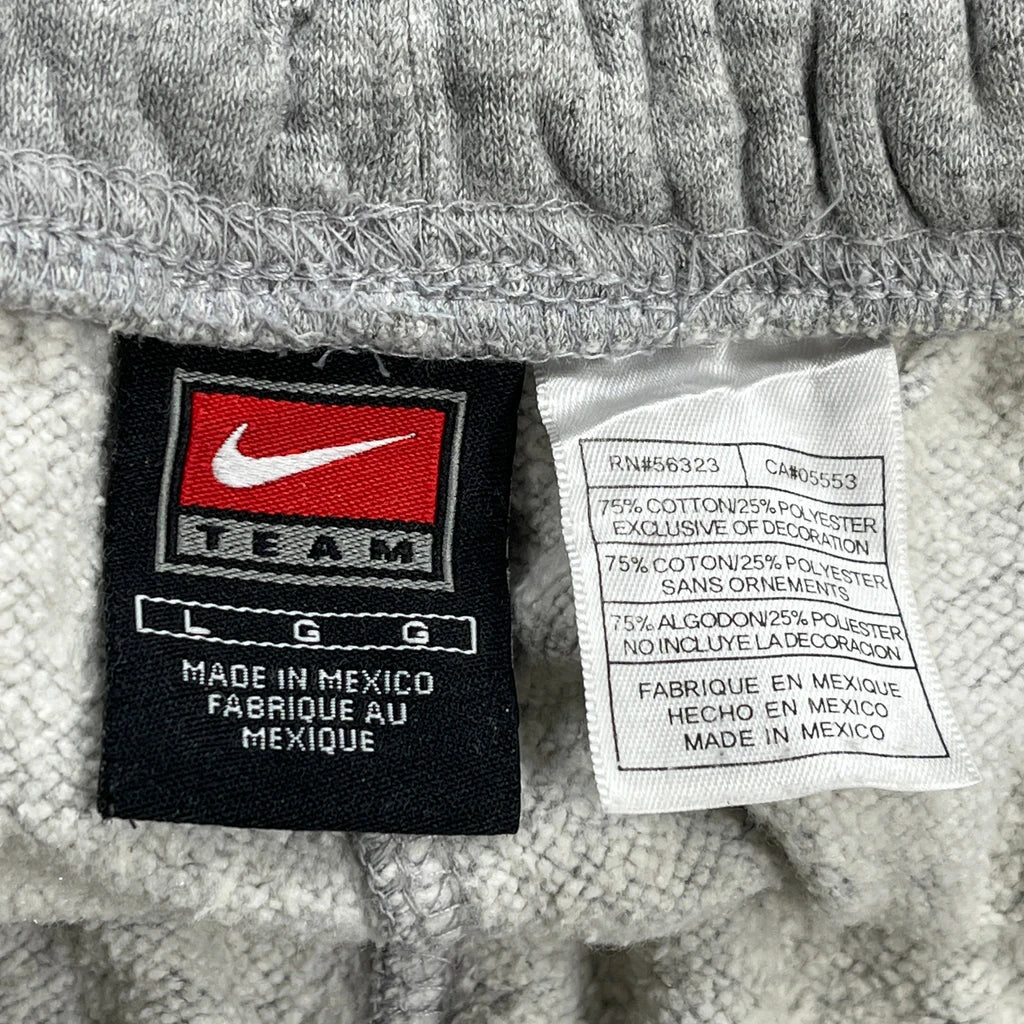 TEAM
L G G
MADE IN MEXICO
FABRIQUE AU
MEXIQUE
RN#56323 CA#05553
75% COTTON/25% POLYESTER
EXCLUSIVE OF DECORATION
75% COTON/25% POLYESTER
SANS ORNEMENTS
75% ALGODON/25% POLIESTER
NO INCLUYE LA DECORACION
FABRIQUE EN MEXIQUE
HECHO EN MEXICO
MADE IN MEXICO